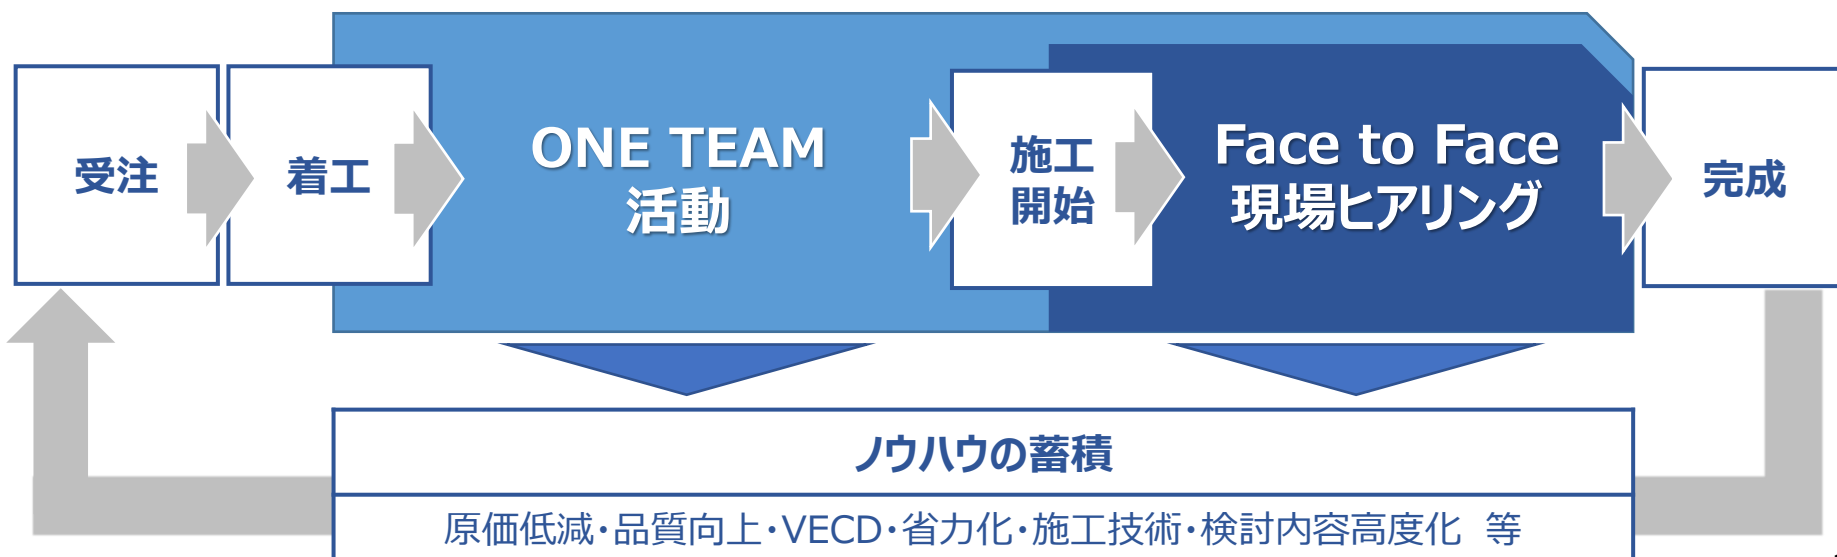 受注
着工
ONE TEAM
活動
施工
開始
Face to Face
現場ヒアリング
完成
ノウハウの蓄積
原価低減・品質向上・VECD・省力化・施工技術・検討内容高度化　等